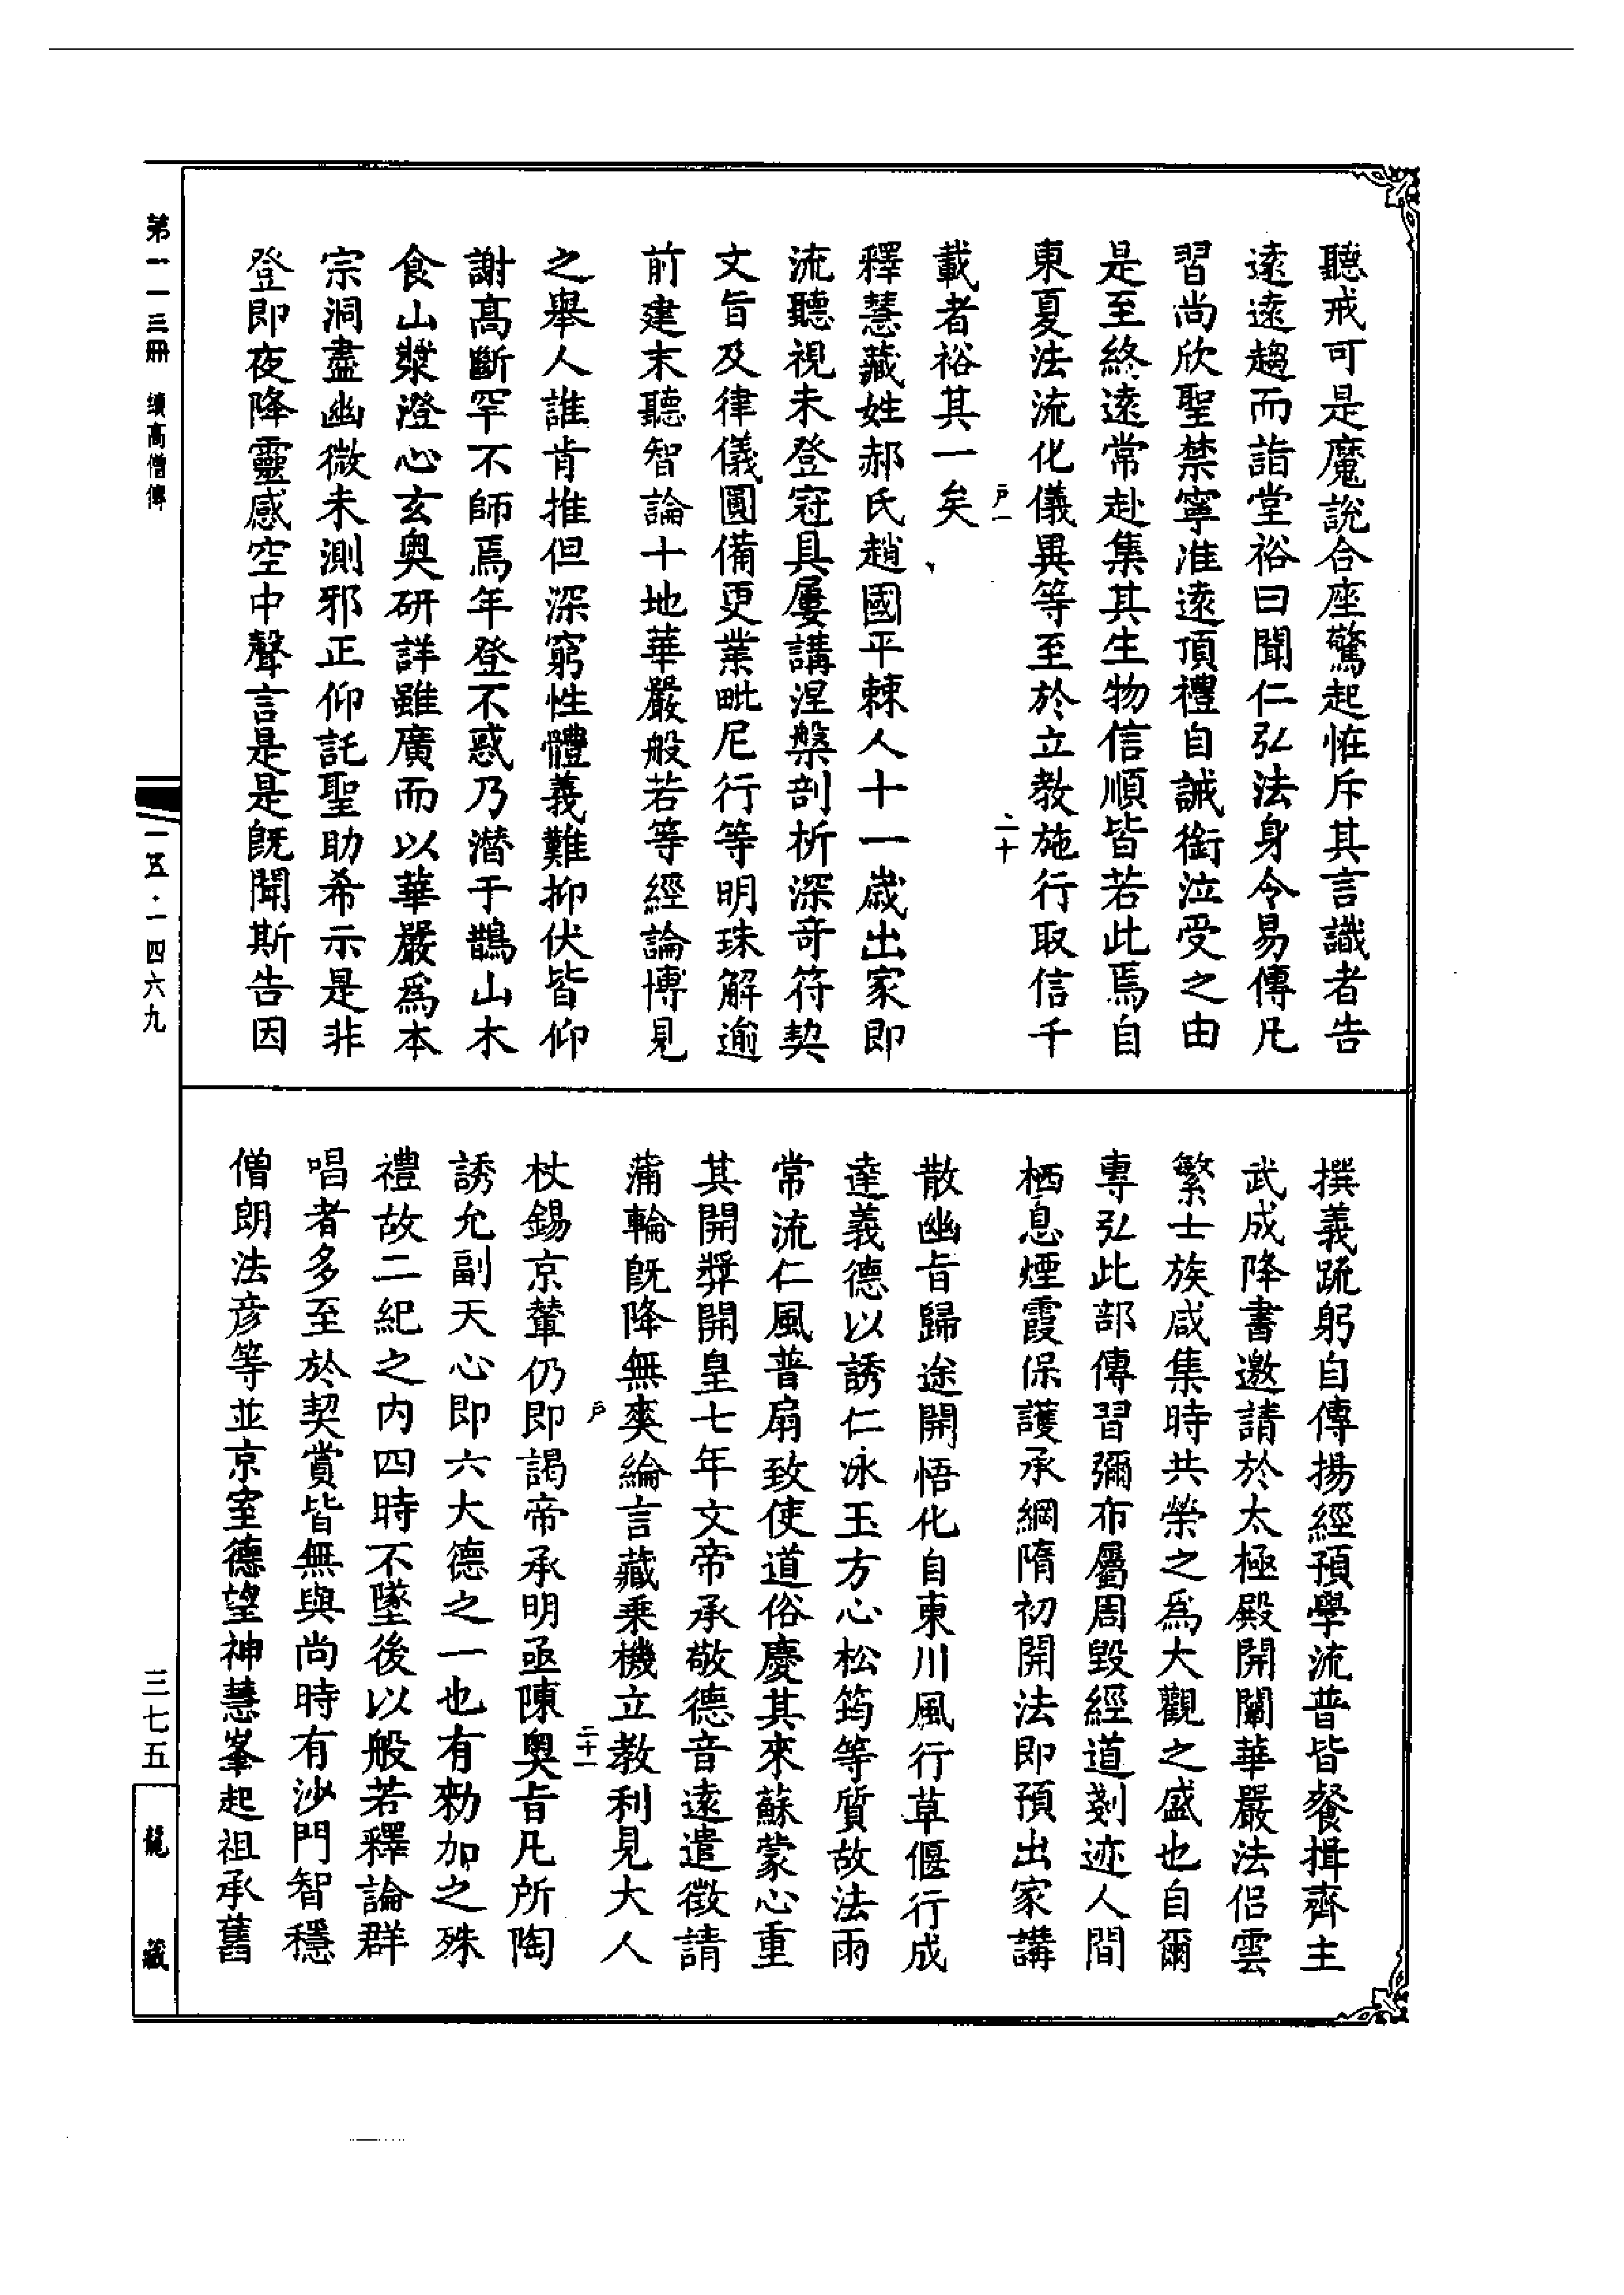 聽戒可是魔說合座驚起恠斥其言識者告
遠遠趨而詣堂裕曰聞仁弘法身令易傳凡
習尚欣聖禁寧准遠頂禮自誡銜泣受之由
是至終遠常赴集其生物信順皆若此焉自
東夏法流化儀異等至於立教施行取信千
戶一
二十
載者裕其一矣
釋慧藏姓郝氏趙國平棘人十一歲出家即
流聽視未登冠具屢講涅槃剖析深奇符契
文旨及律儀圓備更業毗尼行等明珠解逾
前建末聽智論十地華嚴般若等經論博見
之舉人誰肯推但深窮性體義難抑伏皆仰
謝高斷罕不師焉年登不惑乃潛于鵲山木
食山漿澄心玄奧研詳雖廣而以華嚴爲本
宗洞盡幽微未測邪正仰託聖助希示是非
登即夜降靈感空中聲言是是既聞斯告因
撰義䟽躬自傳揚經預學流普皆餐揖齊主
武成降書邀請於太極殿開闡華嚴法侶雲
繁士族咸集時共榮之爲大觀之盛也自爾
專弘此部傳習彌布屬周毀經道剗迹人間
栖息煙霞保護承綱隋初開法即預出家講
散幽旨歸途開悟化自東川風行草偃行成
達義德以誘仁冰玉方心松筠等質故法雨
常流仁風普扇致使道俗慶其來蘇蒙心重
其開奬開皇七年文帝承敬德音遠遣徵請
蒲輪既降無爽綸言藏乗機立教利見大人
戶
二十一
杖錫京輦仍即謁帝承明亟陳奧旨凡所陶
誘允副天心即六大德之一也有勑加之殊
禮故二紀之內四時不墜後以般若釋論群
唱者多至於契賞皆無與尚時有沙門智穩
僧朗法彦等並京室德望神慧峯起祖承舊
第一一三冊 續高僧傳
一五·一四六九
三七五
龍藏